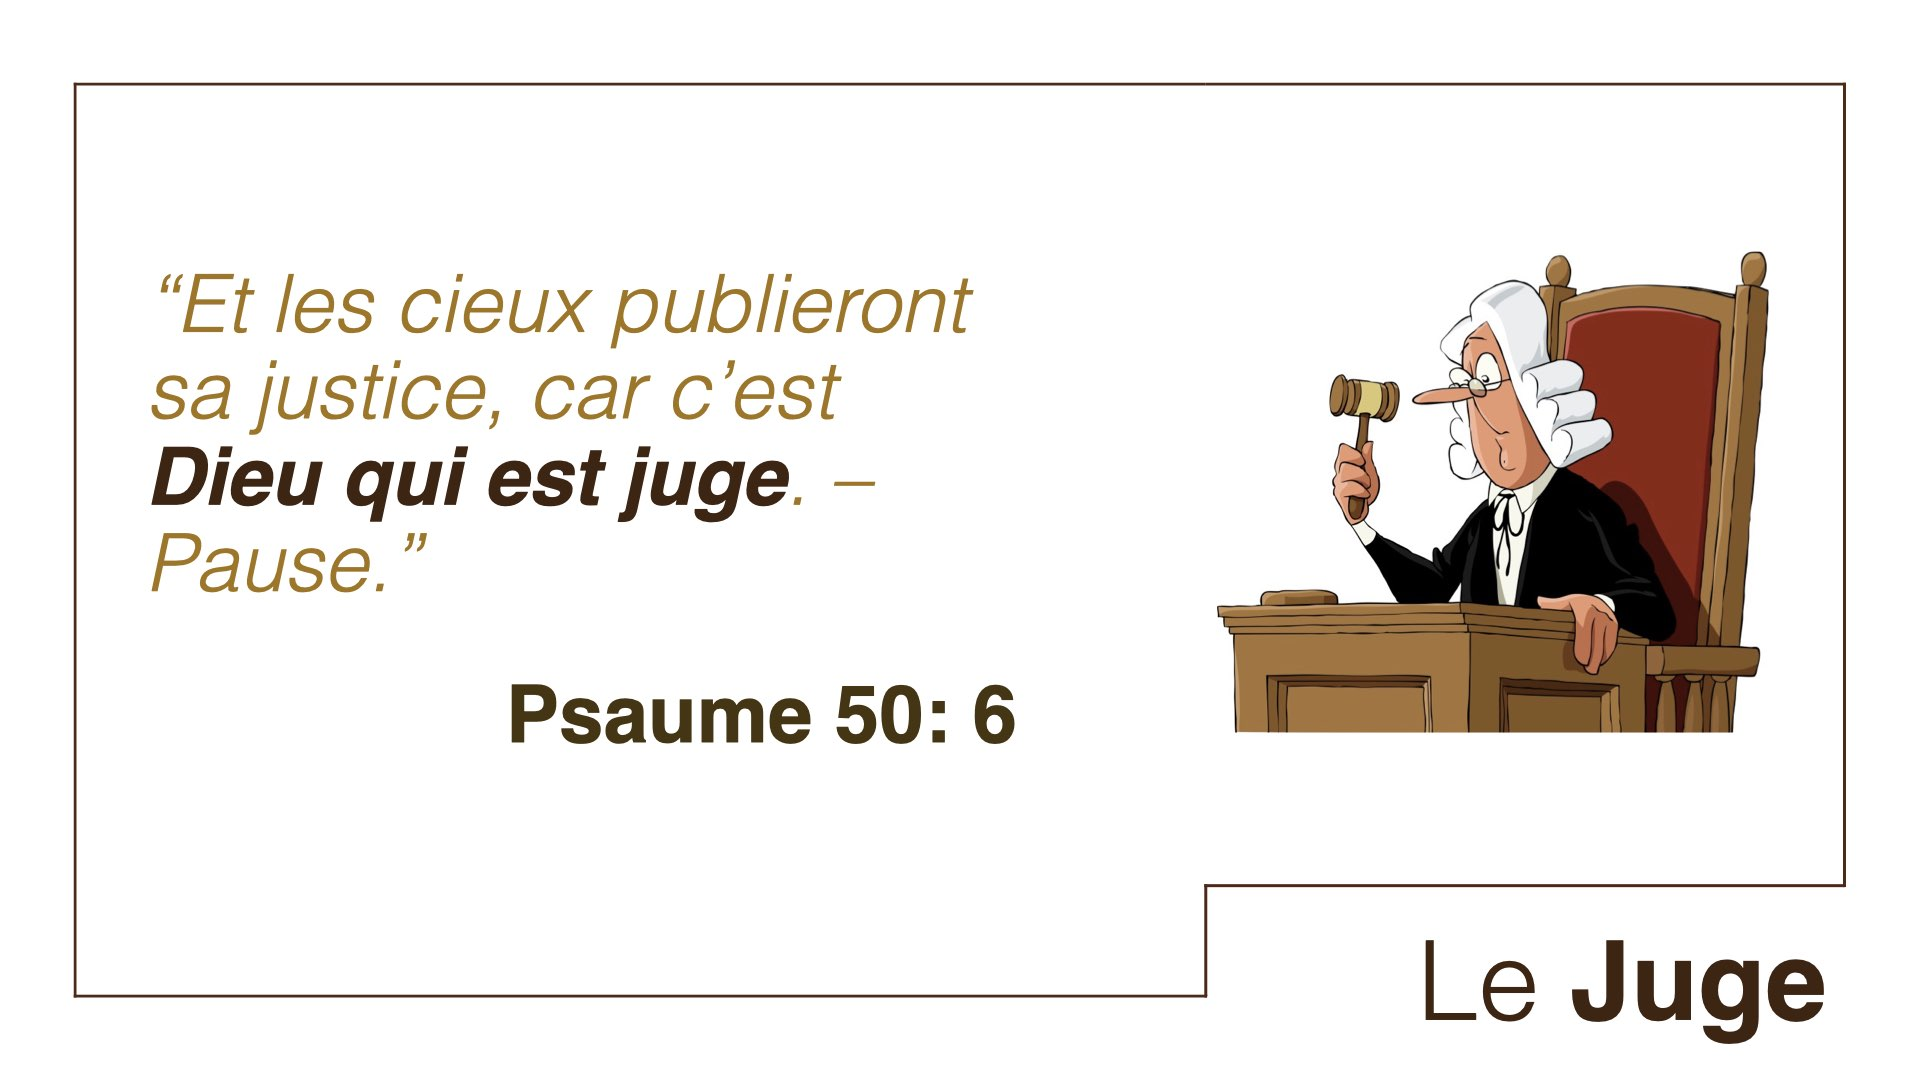 “Et les cieux publieront
sa justice, car c’est
Dieu qui est juge. –
Pause.”
Psaume 50: 6
Le Juge